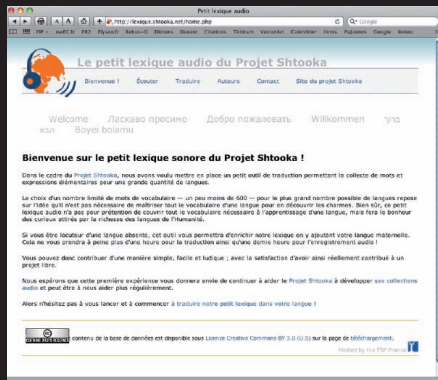 Petit lexique audio
http://lexique.shtooka.net/home.php
Google
Le petit lexique audio du Projet Shtooka
Bienvenue ! Écouter Traduire Auteurs Contact Site du projet Shtooka
Welcome Ласкаво просимо Добро пожаловать Willkommen ברוך
הבא Boyei bolamu
Bienvenue sur le petit lexique sonore du Projet Shtooka !
Dans le cadre du Projet Shtooka, nous avons voulu mettre en place un petit outil de traduction permettant la collecte de mots et
expressions élémentaires pour une grande quantité de langues.
Le choix d'un nombre limité de mots de vocabulaire — un peu moins de 600 — pour le plus grand nombre possible de langues repose
sur l'idée qu'il n'est pas nécessaire de maîtriser tout le vocabulaire d'une langue pour en découvrir les charmes. Bien sûr, ce petit
lexique audio n'a pas pour prétention de couvrir tout le vocabulaire nécessaire à l'apprentissage d'une langue, mais fera le bonheur
des curieux attirés par la richesse des langues de l'Humanité.
Si vous être locuteur d'une langue absente, cet outil vous permettra d'enrichir notre lexique en y ajoutant votre langue maternelle.
Cela ne vous prendra à peine plus d'une heure pour la traduction ainsi qu'une demie heure pour l'enregistrement audio !
Vous pouvez donc contribuer d'une manière simple, facile et ludique ; avec la satisfaction d'avoir ainsi réellement contribué à un
projet libre.
Nous espérons que cette première expérience vous donnera envie de continuer à aider le Projet Shtooka à développer ses collections
audio et peut être à nous aider plus régulièrement.
Alors n'hésitez pas à vous lancer et à commencer à traduire notre petit lexique dans votre langue !
contenu de la base de données est disponible sous Licence Creative Commons BY 3.0 (U.S) sur la page de téléchargement.
Hosted by the FSF France